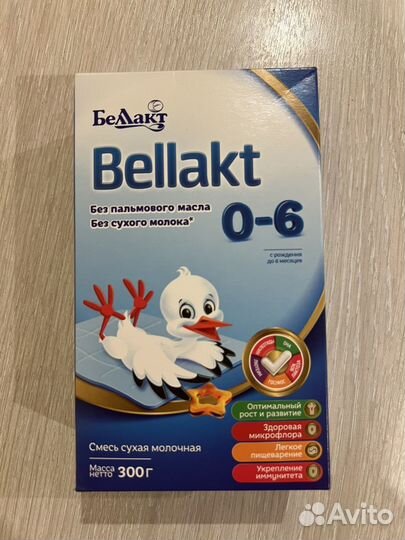 Беллакт
Bellakt
Без пальмового масла
Без сухого молока*
0-6
с рождения
до 6 месяцев
Оптимальный
рост и развитие
Здоровая
микрофлора
Легкое
пищеварение
Укрепление
иммунитета
Смесь сухая молочная
Масса
нетто 300 г
Avito